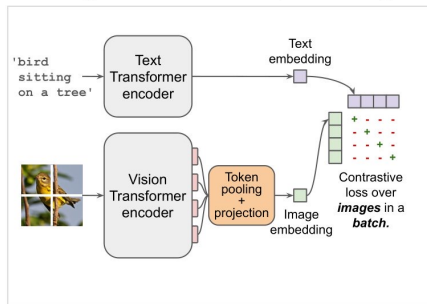 'bird
sitting
on a tree'
Text
Transformer
encoder
Text
embedding
Vision
Transformer
encoder
Token
pooling
+
projection
Image
embedding
+ - - -
- + - -
- - + -
- - - +
Contrastive
loss over
images in a
batch.